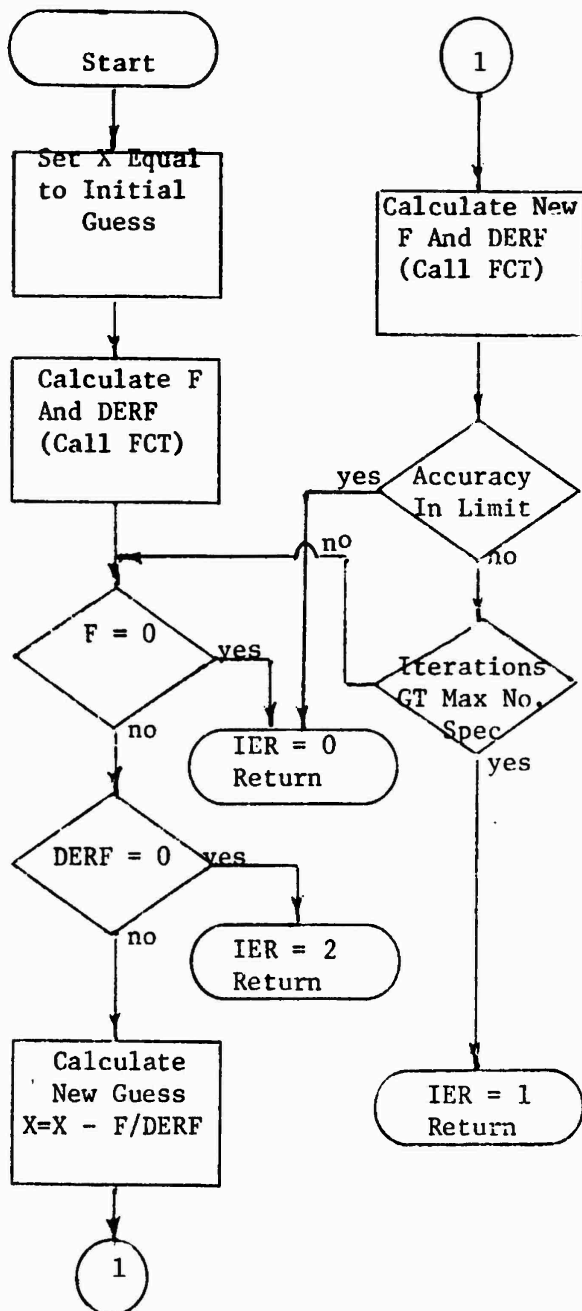 Start
Set X Equal
to Initial
Guess
Calculate F
And DERF
(Call FCT)
F = 0
yes
no
IER = 0
Return
DERF = 0
yes
no
IER = 2
Return
Calculate
New Guess
X=X - F/DERF
1
1
Calculate New
F And DERF
(Call FCT)
Accuracy
In Limit
yes
no
Iterations
GT Max No.
Spec
no
yes
IER = 1
Return